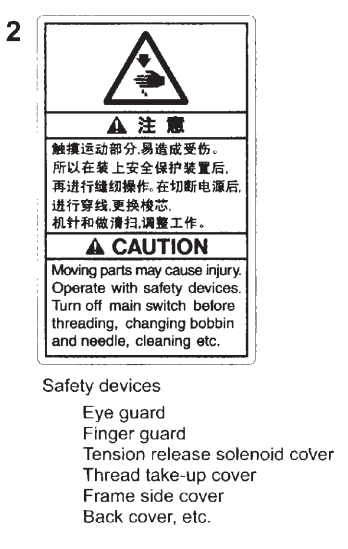 2
注 意
触摸运动部分,易造成受伤。
所以在装上安全保护装置后,
再进行缝纫操作。在切断电源后,
进行穿线,更换梭芯,
机针和做清扫,调整工作。
CAUTION
Moving parts may cause injury.
Operate with safety devices.
Turn off main switch before
threading, changing bobbin
and needle, cleaning etc.
Safety devices
Eye guard
Finger guard
Tension release solenoid cover
Thread take-up cover
Frame side cover
Back cover, etc.